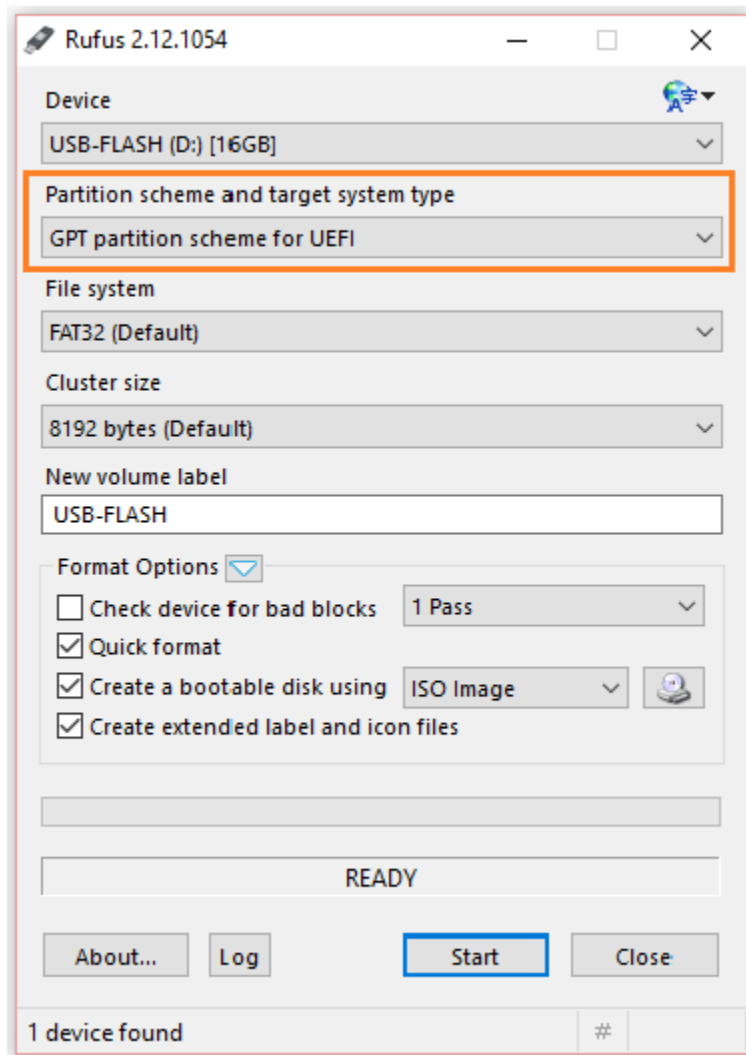 Rufus 2.12.1054
Device
USB-FLASH (D:) [16GB]
Partition scheme and target system type
GPT partition scheme for UEFI
File system
FAT32 (Default)
Cluster size
8192 bytes (Default)
New volume label
USB-FLASH
Format Options
Check device for bad blocks 1 Pass
Quick format
Create a bootable disk using ISO Image
Create extended label and icon files
READY
About... Log Start Close
1 device found #